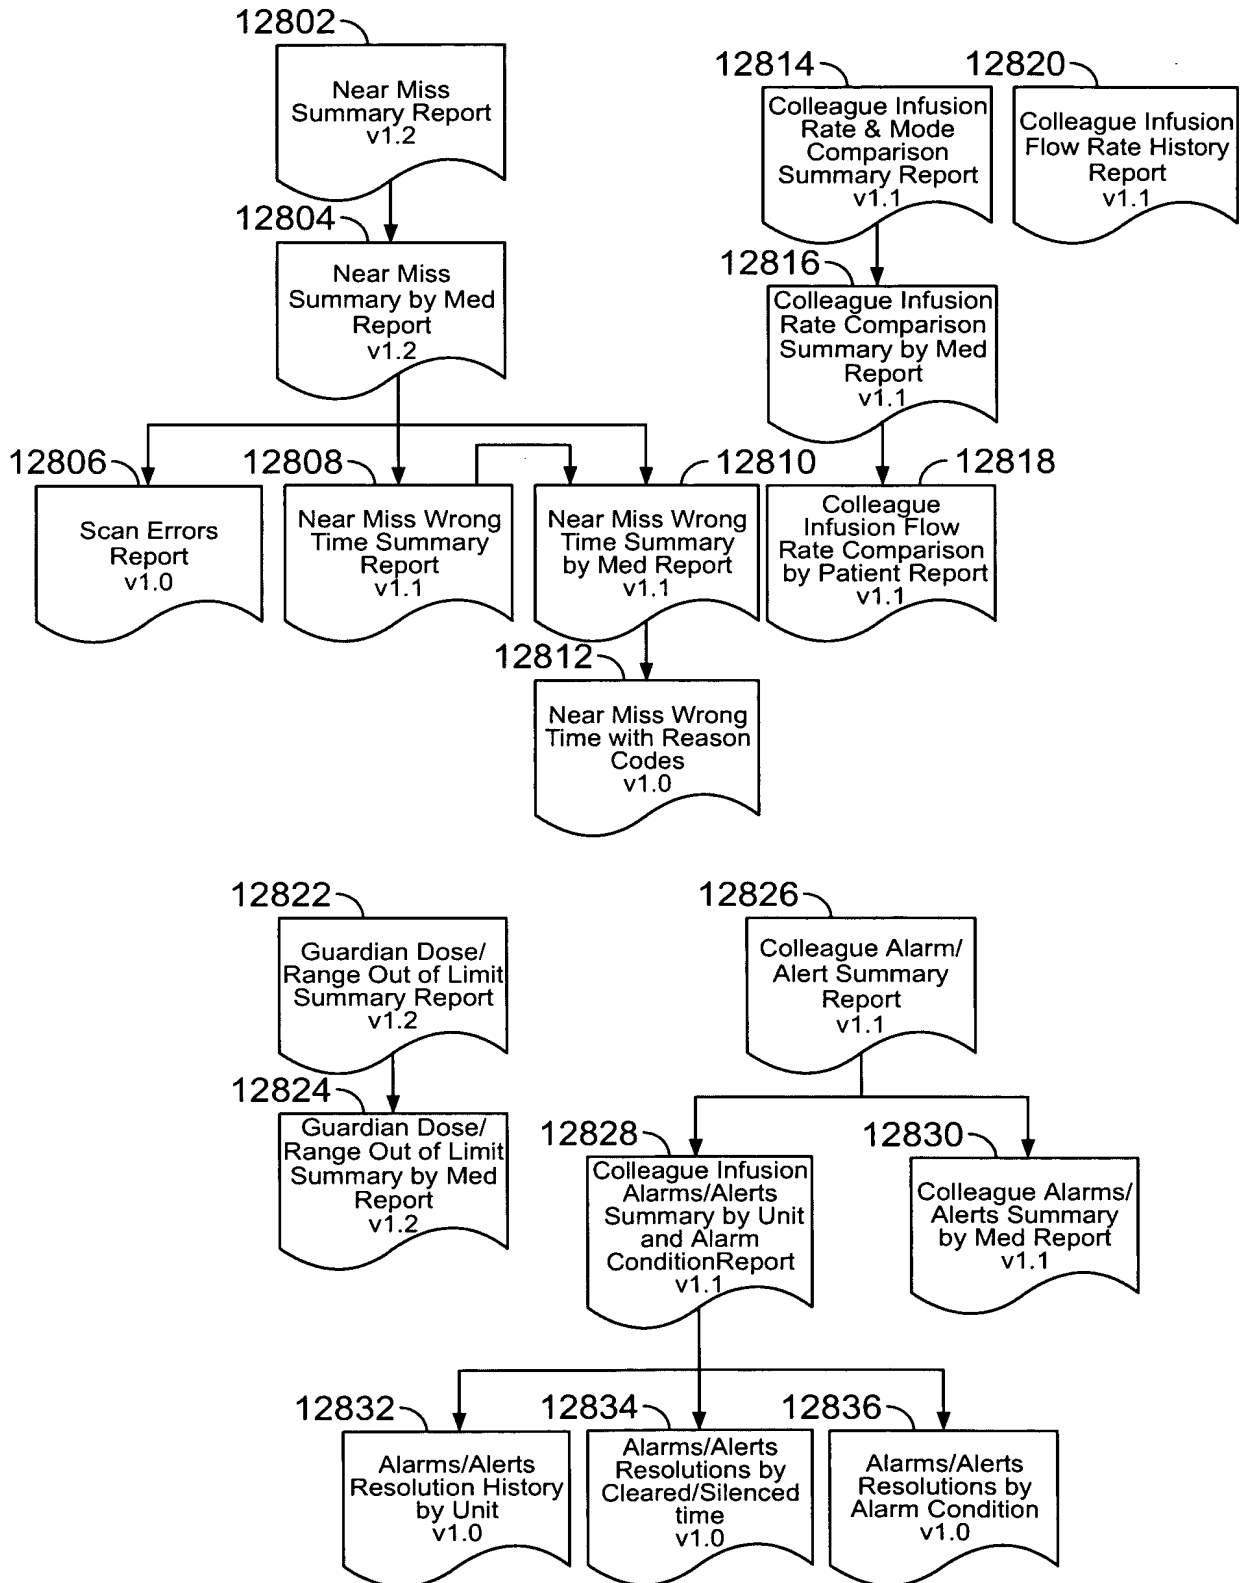 12802
Near Miss
Summary Report
v1.2
12814
Colleague Infusion
Rate & Mode
Comparison
Summary Report
v1.1
12820
Colleague Infusion
Flow Rate History
Report
v1.1
12804
Near Miss
Summary by Med
Report
v1.2
12816
Colleague Infusion
Rate Comparison
Summary by Med
Report
v1.1
12806
Scan Errors
Report
v1.0
12808
Near Miss Wrong
Time Summary
Report
v1.1
12810
Near Miss Wrong
Time Summary
by Med Report
v1.1
12818
Colleague
Infusion Flow
Rate Comparison
by Patient Report
v1.1
12812
Near Miss Wrong
Time with Reason
Codes
v1.0
12822
Guardian Dose/
Range Out of Limit
Summary Report
v1.2
12826
Colleague Alarm/
Alert Summary
Report
v1.1
12824
Guardian Dose/
Range Out of Limit
Summary by Med
Report
v1.2
12828
Colleague Infusion
Alarms/Alerts
Summary by Unit
and Alarm
ConditionReport
v1.1
12830
Colleague Alarms/
Alerts Summary
by Med Report
v1.1
12832
Alarms/Alerts
Resolution History
by Unit
v1.0
12834
Alarms/Alerts
Resolutions by
Cleared/Silenced
time
v1.0
12836
Alarms/Alerts
Resolutions by
Alarm Condition
v1.0